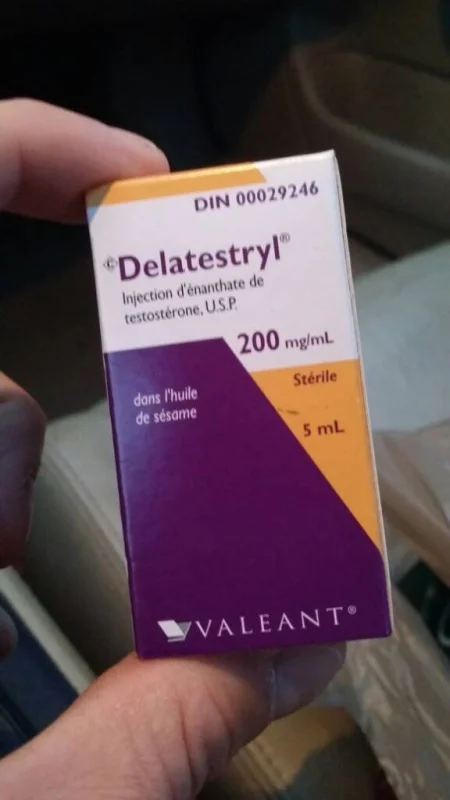 DIN 00029246
©Delatestryl®
Injection d'énanthate de
testostérone, U.S.P.
200 mg/mL
dans l'huile
de sésame
Stérile
5 mL
VALEANT®